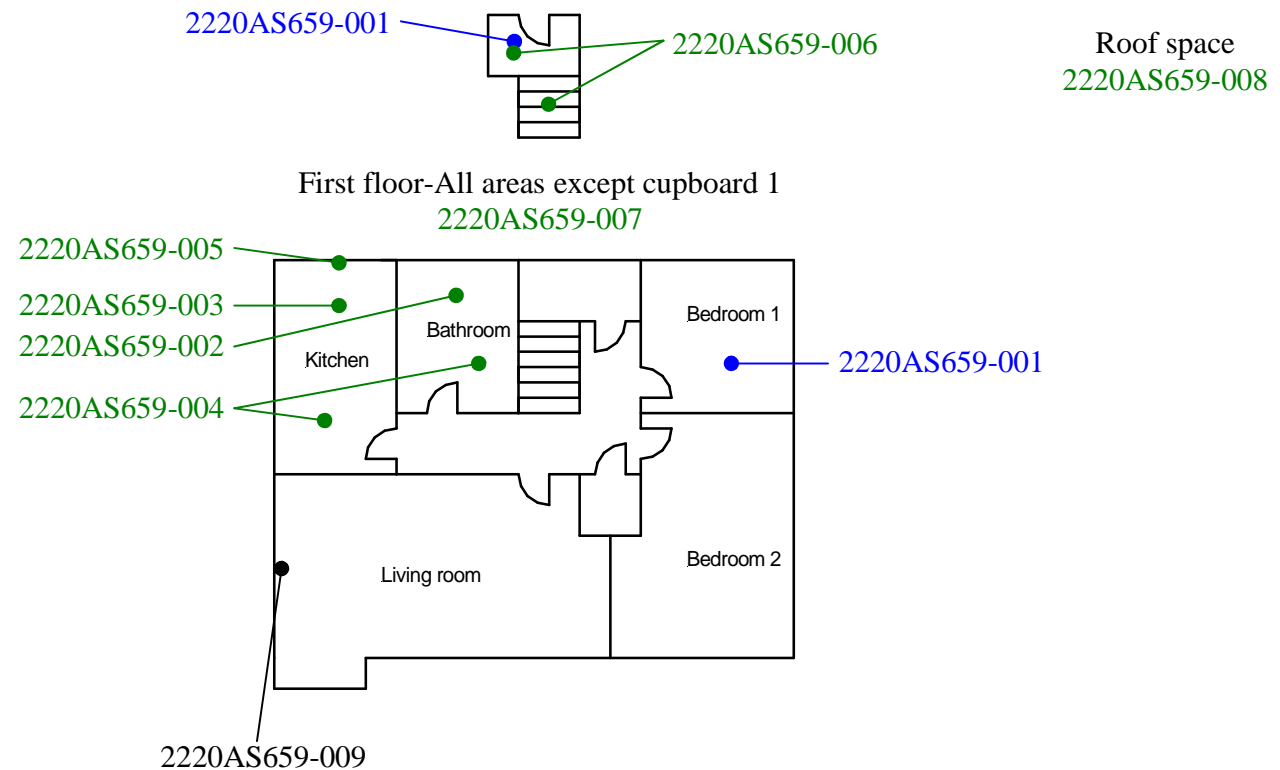 2220AS659-001
2220AS659-006
Roof space
2220AS659-008
First floor-All areas except cupboard 1
2220AS659-007
2220AS659-005
2220AS659-003
2220AS659-002
2220AS659-004
Kitchen
Bathroom
Bedroom 1
2220AS659-001
Living room
Bedroom 2
2220AS659-009